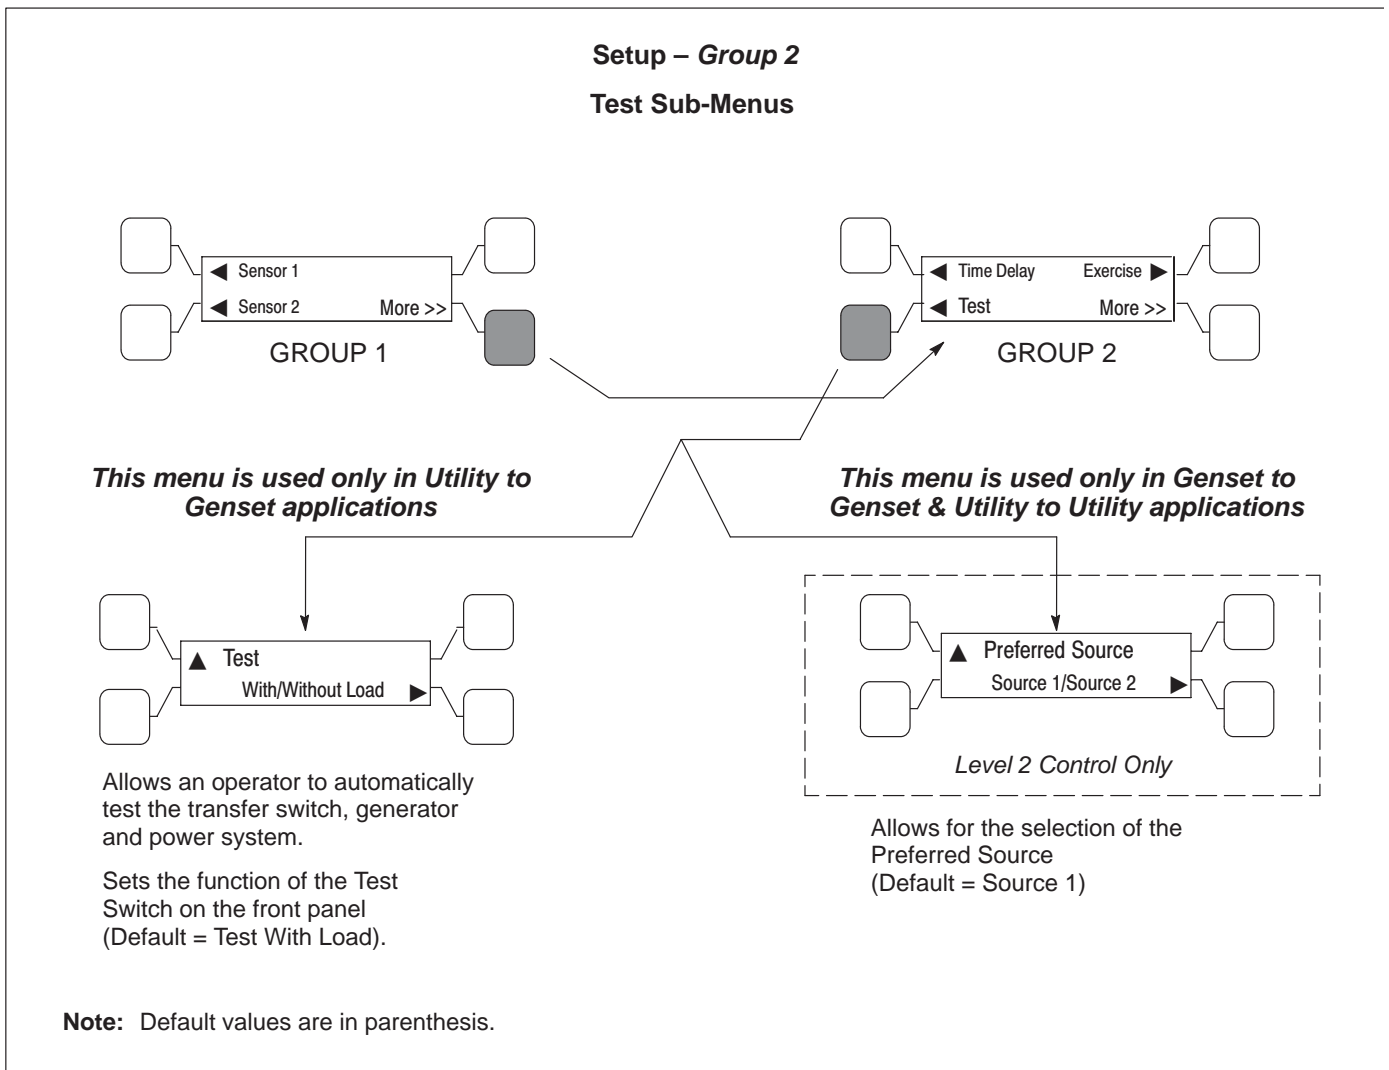 Setup – Group 2
Test Sub-Menus
◀ Sensor 1
◀ Sensor 2 More >>
GROUP 1
◀ Time Delay Exercise ▶
◀ Test More >>
GROUP 2
This menu is used only in Utility to
Genset applications
This menu is used only in Genset to
Genset & Utility to Utility applications
▲ Test
With/Without Load ▶
Allows an operator to automatically
test the transfer switch, generator
and power system.
Sets the function of the Test
Switch on the front panel
(Default = Test With Load).
▲ Preferred Source
Source 1/Source 2 ▶
Level 2 Control Only
Allows for the selection of the
Preferred Source
(Default = Source 1)
Note: Default values are in parenthesis.